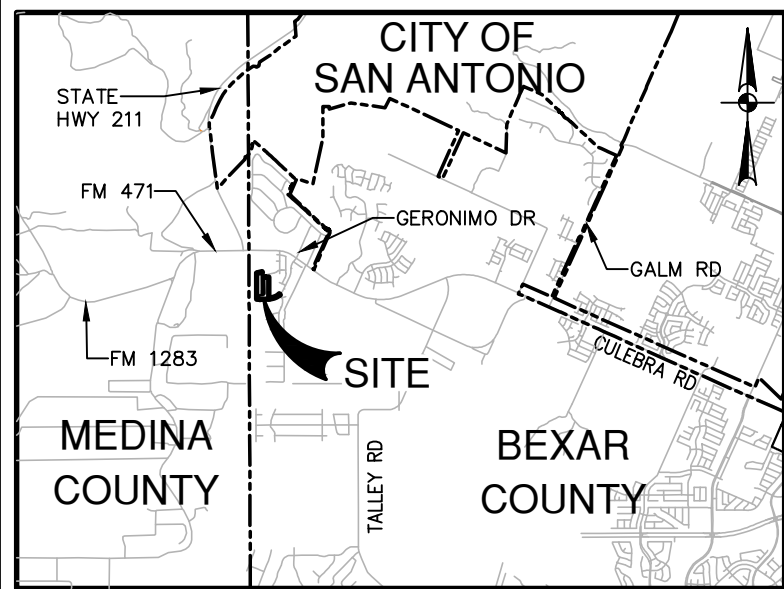 CITY OF
SAN ANTONIO
STATE
HWY 211
FM 471
GERONIMO DR
GALM RD
FM 1283
SITE
CULEBRA RD
MEDINA
COUNTY
TALLEY RD
BEXAR
COUNTY